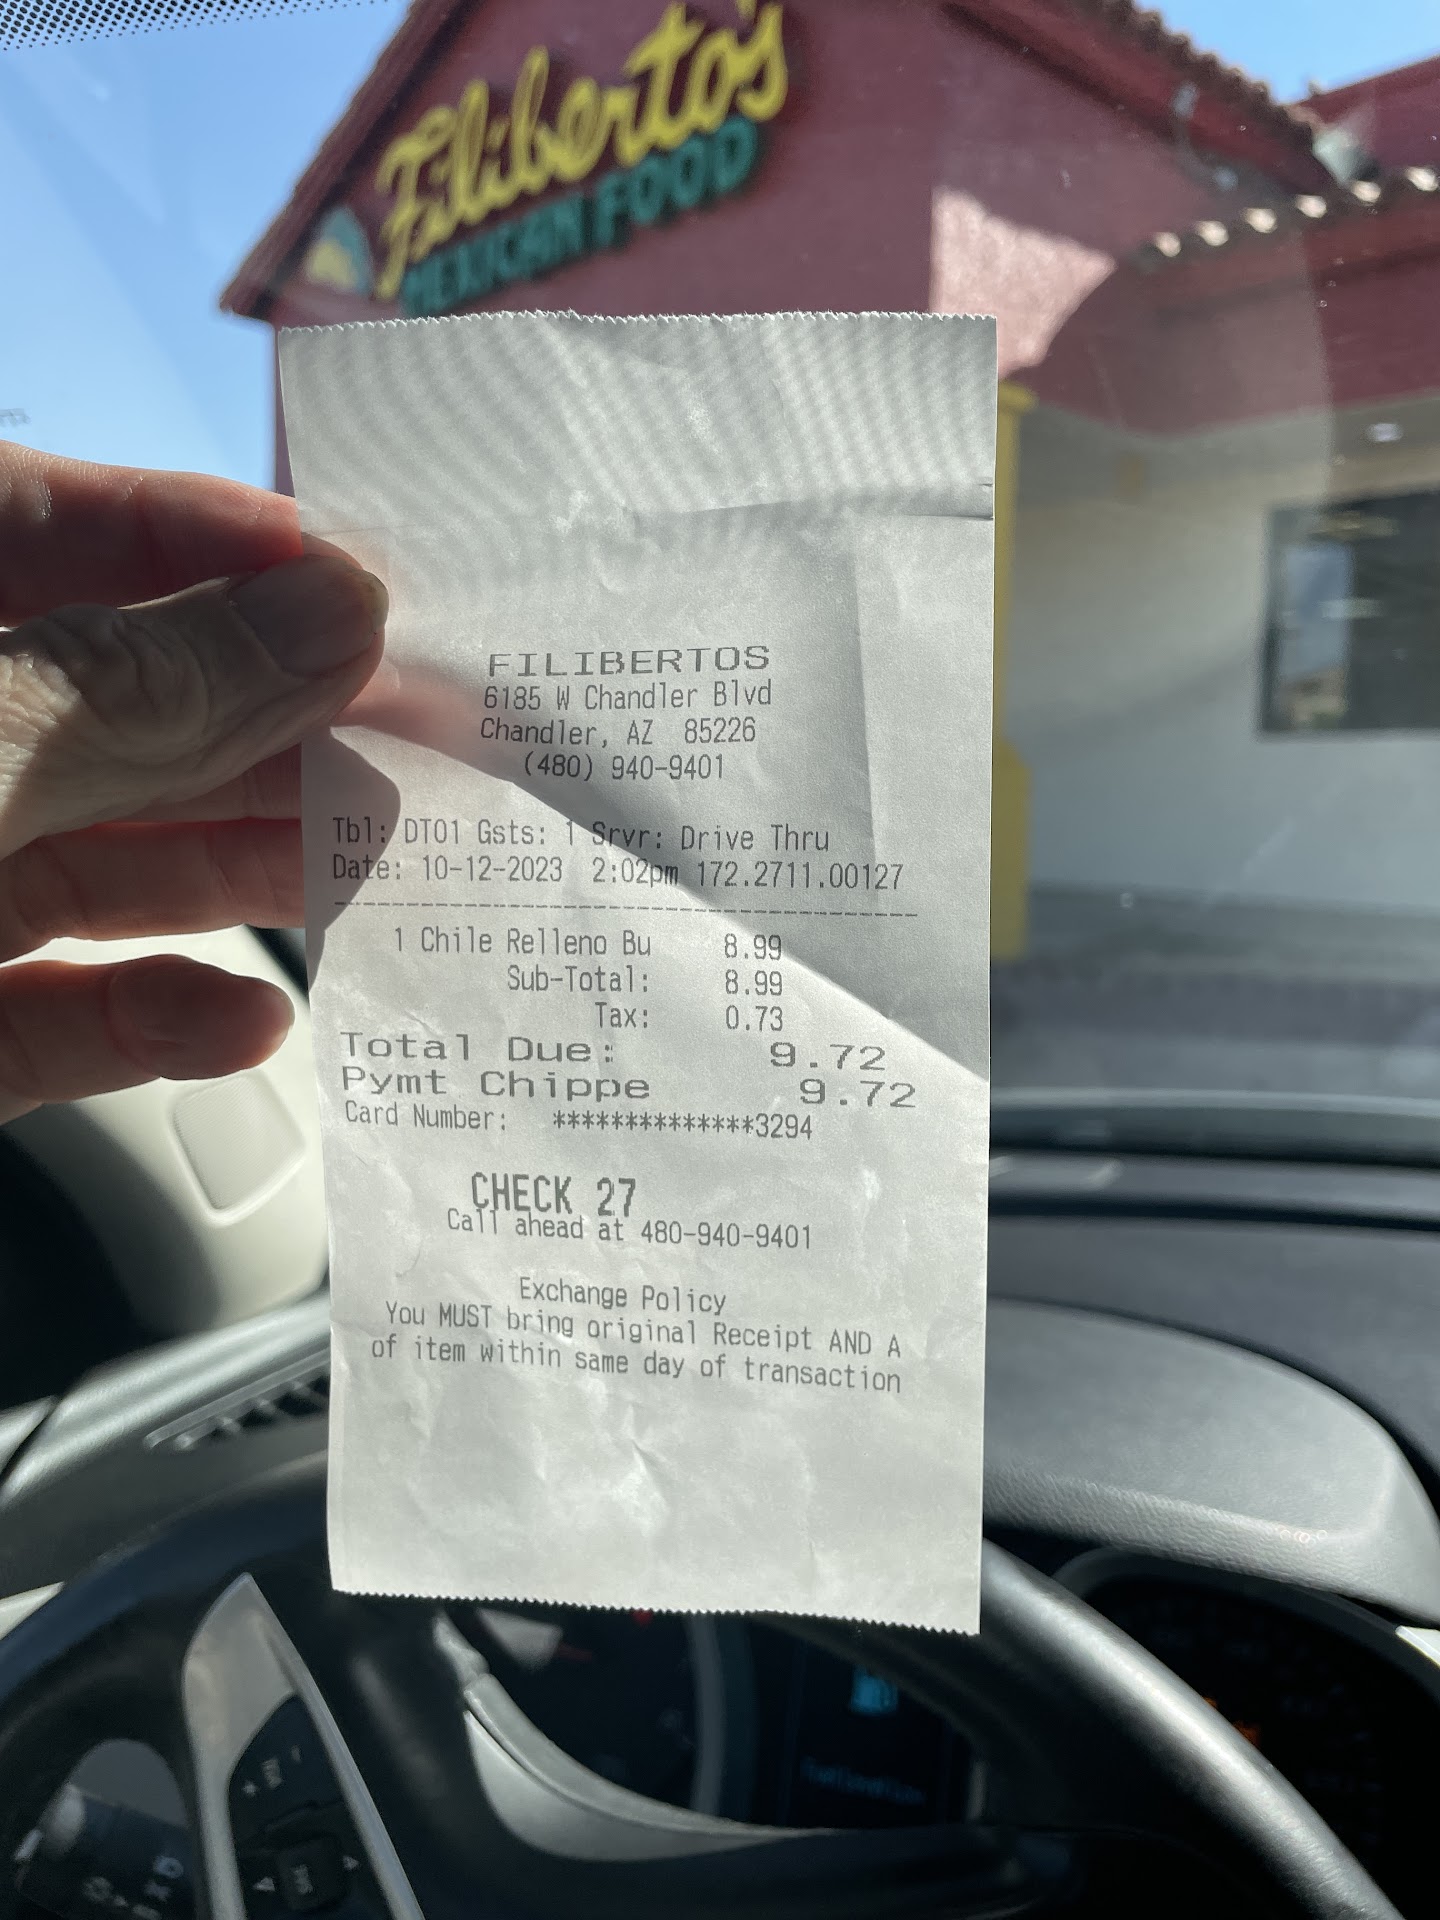 Filiberto's
MEXICAN FOOD
FILIBERTOS
6185 W Chandler Blvd
Chandler, AZ 85226
(480) 940-9401
Tbl: DT01 Gsts: 1 Srvr: Drive Thru
Date: 10-12-2023 2:02pm 172.2711.00127
1 Chile Relleno Bu 8.99
Sub-Total: 8.99
Tax: 0.73
Total Due: 9.72
Pymt Chippe 9.72
Card Number: **************3294
CHECK 27
Call ahead at 480-940-9401
Exchange Policy
You MUST bring original Receipt AND A
of item within same day of transaction